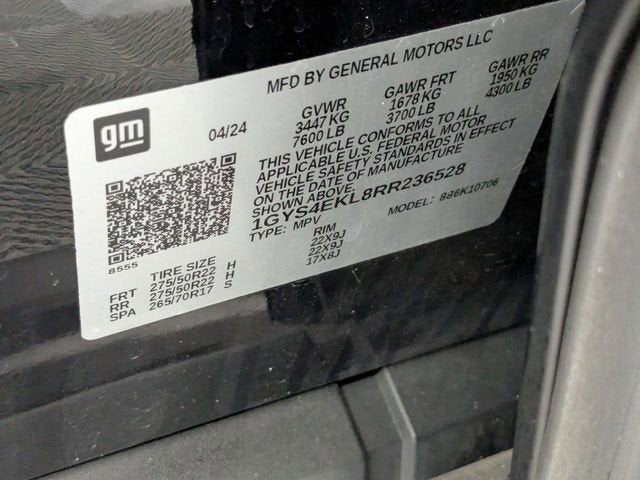 MFD BY GENERAL MOTORS LLC
gm
04/24
GVWR GAWR FRT GAWR RR
3447 KG 1678 KG 1950 KG
7600 LB 3700 LB 4300 LB
THIS VEHICLE CONFORMS TO ALL
APPLICABLE U.S. FEDERAL MOTOR
VEHICLE SAFETY STANDARDS IN EFFECT
ON THE DATE OF MANUFACTURE
SHOWN ABOVE.
1GYS4EKL8RR236528
TYPE: MPV MODEL: 886K10706
8555
TIRE SIZE RIM
FRT 275/50R22 H 22X9J
RR 275/50R22 H 22X9J
SPA 265/70R17 S 17X8J